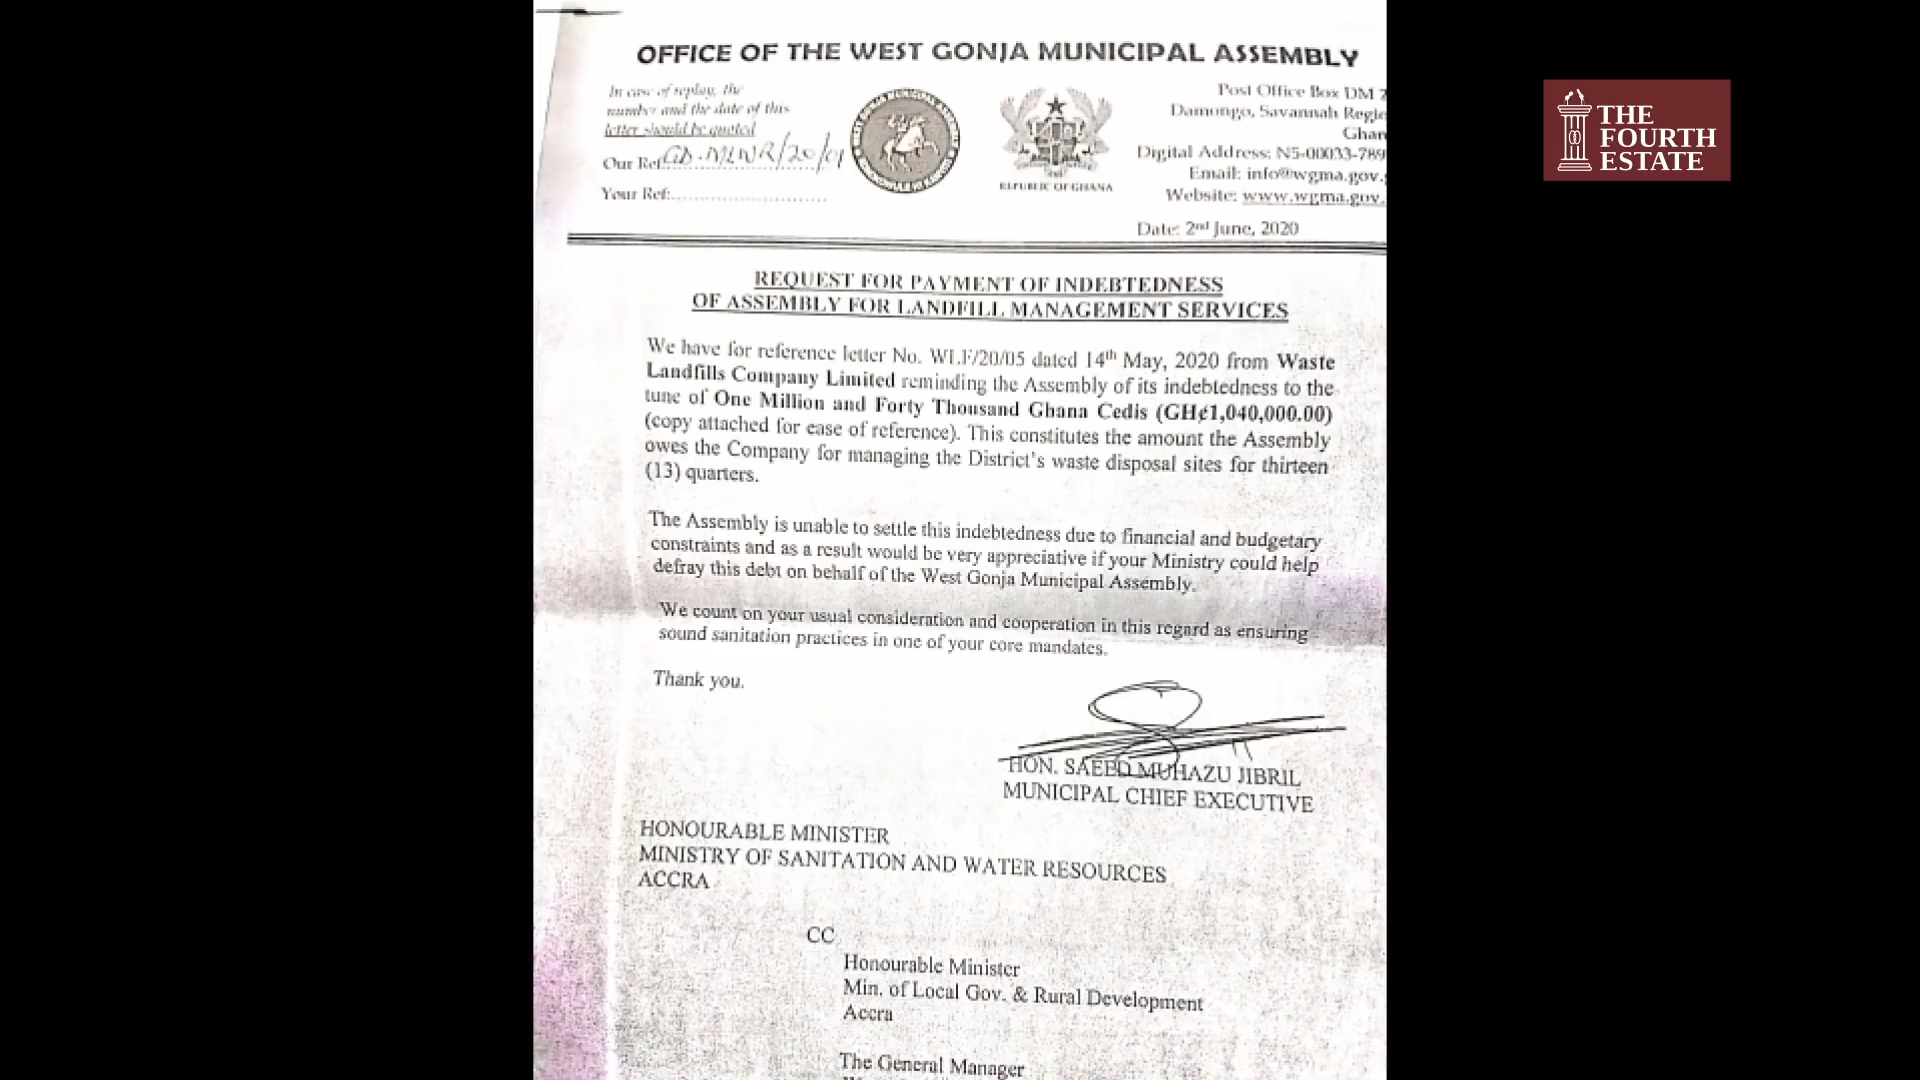 OFFICE OF THE WEST GONJA MUNICIPAL ASSEMBLY
In case of replay, the
number and the date of this
letter should be quoted
Our Ref:
Your Ref:
REPUBLIC OF GHANA
Post Office Box DM
Damongo, Savannah Regio
Ghan
Digital Address: N5-00033-789
Email: info@wgma.gov.
Website: www.wgma.gov.
Date: 2nd June, 2020
THE
FOURTH
ESTATE
REQUEST FOR PAYMENT OF INDEBTEDNESS
OF ASSEMBLY FOR LANDFILL MANAGEMENT SERVICES
We have for reference letter No. WLF/20/05 dated 14th May, 2020 from Waste
Landfills Company Limited reminding the Assembly of its indebtedness to the
tune of One Million and Forty Thousand Ghana Cedis (GH¢1,040,000.00)
(copy attached for ease of reference). This constitutes the amount the Assembly
owes the Company for managing the District's waste disposal sites for thirteen
(13) quarters.
The Assembly is unable to settle this indebtedness due to financial and budgetary
constraints and as a result would be very appreciative if your Ministry could help
defray this debt on behalf of the West Gonja Municipal Assembly.
We count on your usual consideration and cooperation in this regard as ensuring
sound sanitation practices in one of your core mandates.
Thank you.
HON. SAEED MUHAZU JIBRIL
MUNICIPAL CHIEF EXECUTIVE
HONOURABLE MINISTER
MINISTRY OF SANITATION AND WATER RESOURCES
ACCRA
CC
Honourable Minister
Min. of Local Gov. & Rural Development
Accra
The General Manager